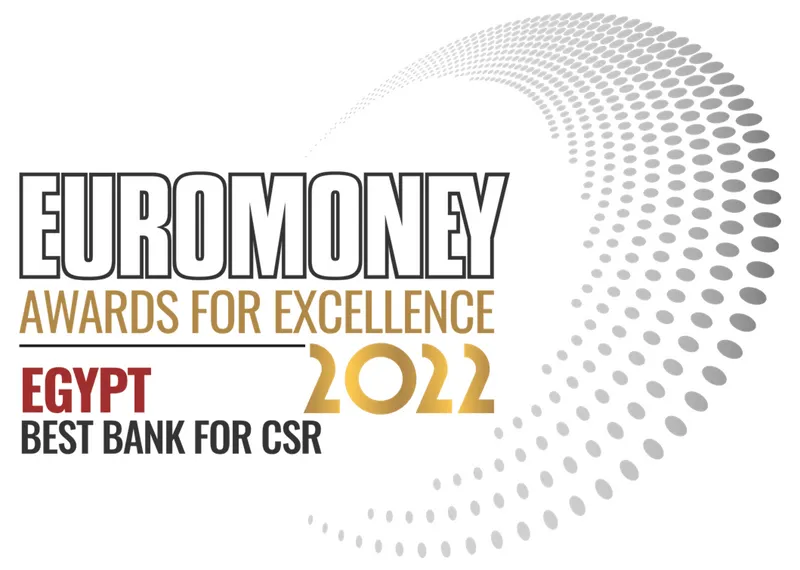 EUROMONEY
AWARDS FOR EXCELLENCE
2022
EGYPT
BEST BANK FOR CSR